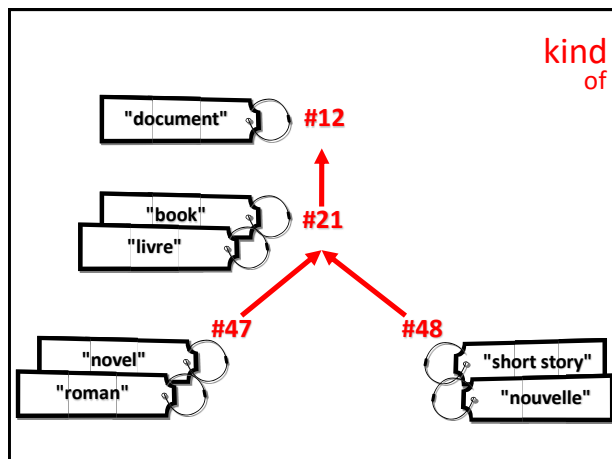 kind
of
"document"
#12
"book"
#21
"livre"
#47
#48
"novel"
"roman"
"short story"
"nouvelle"